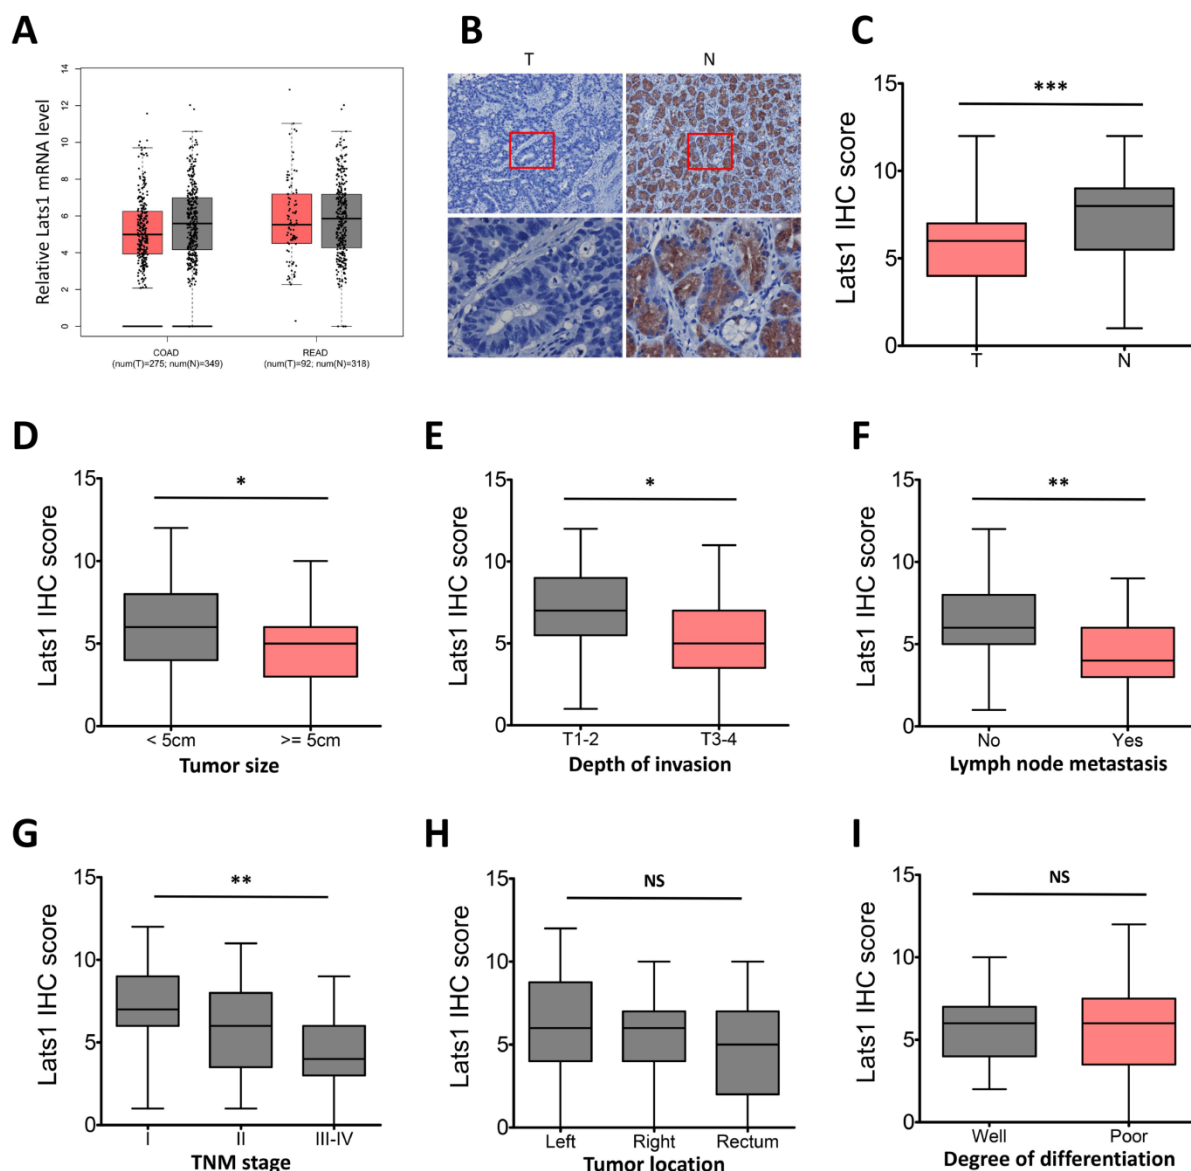 A
Relative Lats1 mRNA level
14
12
10
8
6
4
2
0
COAD
(num(T)=275; num(N)=349)
READ
(num(T)=92; num(N)=318)
B
T
N
C
Lats1 IHC score
15
10
5
0
***
T
N
D
Lats1 IHC score
15
10
5
0
*
< 5cm
>= 5cm
Tumor size
E
Lats1 IHC score
15
10
5
0
*
T1-2
T3-4
Depth of invasion
F
Lats1 IHC score
15
10
5
0
**
No
Yes
Lymph node metastasis
G
Lats1 IHC score
15
10
5
0
**
I
II
III-IV
TNM stage
H
Lats1 IHC score
15
10
5
0
NS
Left
Right
Rectum
Tumor location
I
Lats1 IHC score
15
10
5
0
NS
Well
Poor
Degree of differentiation